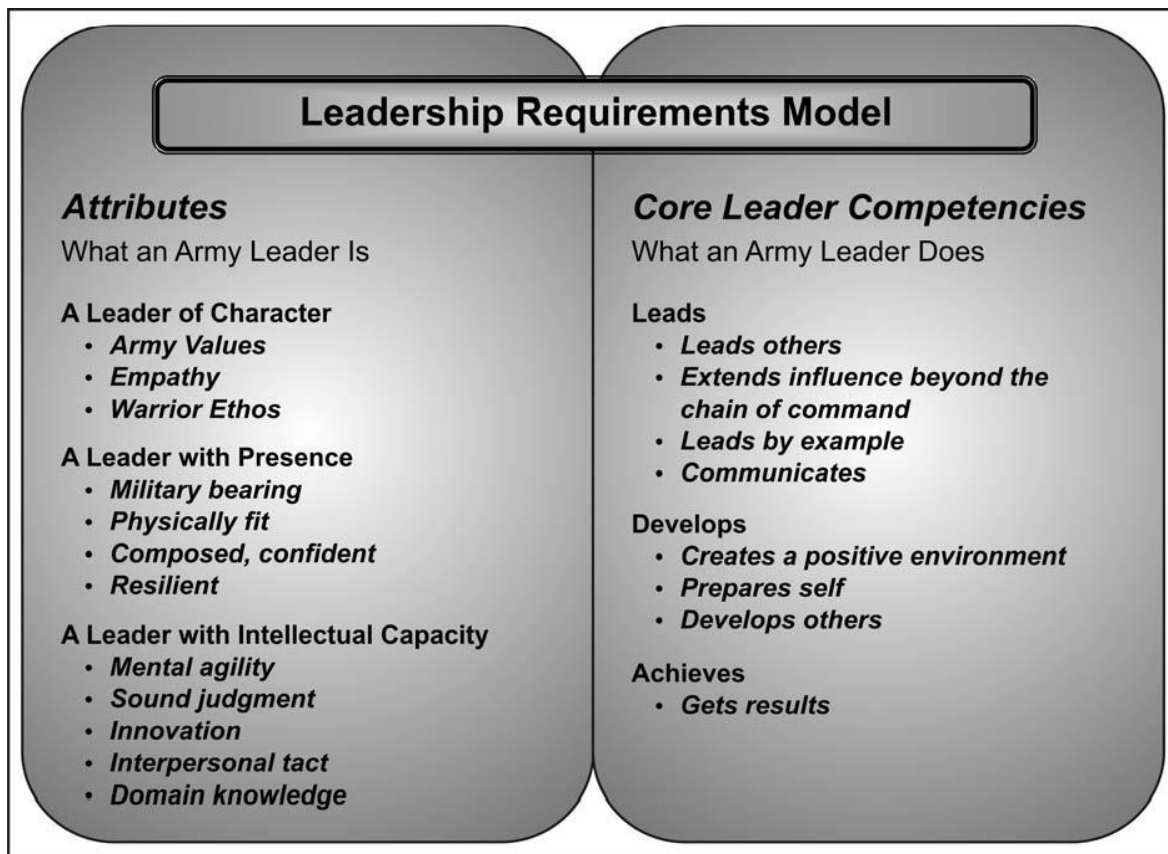 Leadership Requirements Model
Attributes
What an Army Leader Is
A Leader of Character
• Army Values
• Empathy
• Warrior Ethos
A Leader with Presence
• Military bearing
• Physically fit
• Composed, confident
• Resilient
A Leader with Intellectual Capacity
• Mental agility
• Sound judgment
• Innovation
• Interpersonal tact
• Domain knowledge
Core Leader Competencies
What an Army Leader Does
Leads
• Leads others
• Extends influence beyond the
chain of command
• Leads by example
• Communicates
Develops
• Creates a positive environment
• Prepares self
• Develops others
Achieves
• Gets results